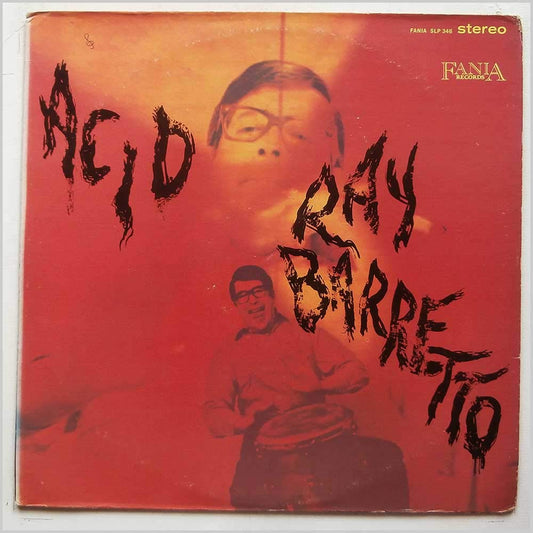 FANIA SLP 346 stereo
FANIA
RECORDS
ACID
RAY
BARRETTO